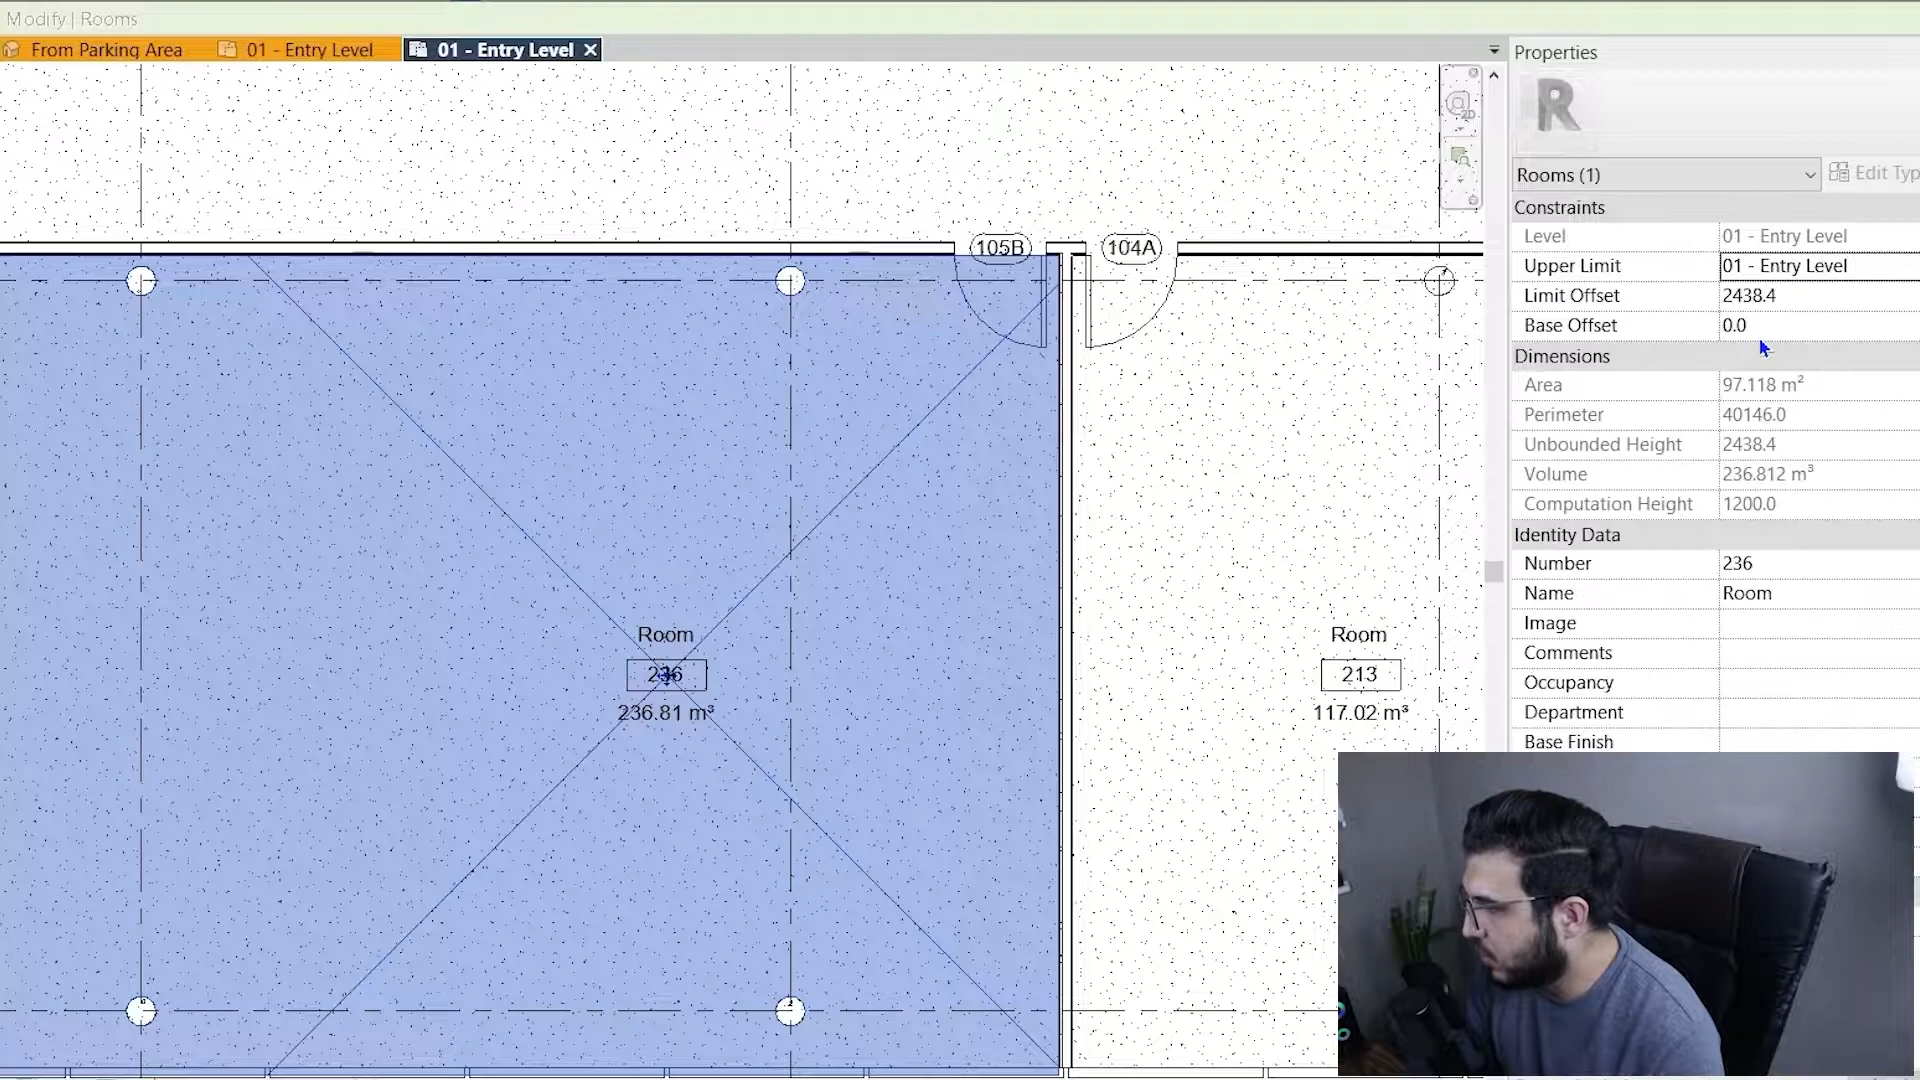 Modify | Rooms
From Parking Area
01 - Entry Level
01 - Entry Level
Properties
R
Rooms (1)
Edit Typ
Constraints
Level 01 - Entry Level
Upper Limit 01 - Entry Level
Limit Offset 2438.4
Base Offset 0.0
Dimensions
Area 97.118 m²
Perimeter 40146.0
Unbounded Height 2438.4
Volume 236.812 m³
Computation Height 1200.0
Identity Data
Number 236
Name Room
Image
Comments
Occupancy
Department
Base Finish
2D
105B
104A
Room
236
236.81 m³
Room
213
117.02 m³